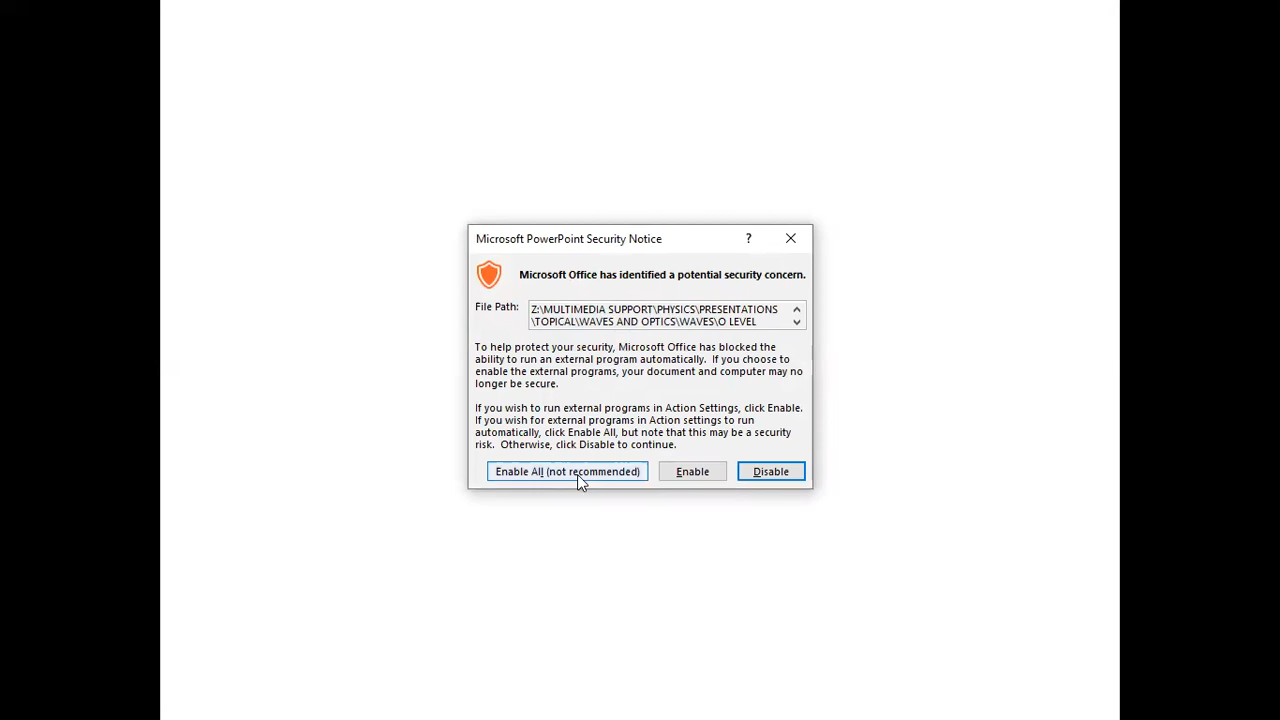 Microsoft PowerPoint Security Notice
?
Microsoft Office has identified a potential security concern.
File Path:
Z:\MULTIMEDIA SUPPORT\PHYSICS\PRESENTATIONS
\TOPICAL\WAVES AND OPTICS\WAVES\O LEVEL
To help protect your security, Microsoft Office has blocked the
ability to run an external program automatically. If you choose to
enable the external programs, your document and computer may no
longer be secure.
If you wish to run external programs in Action Settings, click Enable.
If you wish for external programs in Action settings to run
automatically, click Enable All, but note that this may be a security
risk. Otherwise, click Disable to continue.
Enable All (not recommended)
Enable
Disable